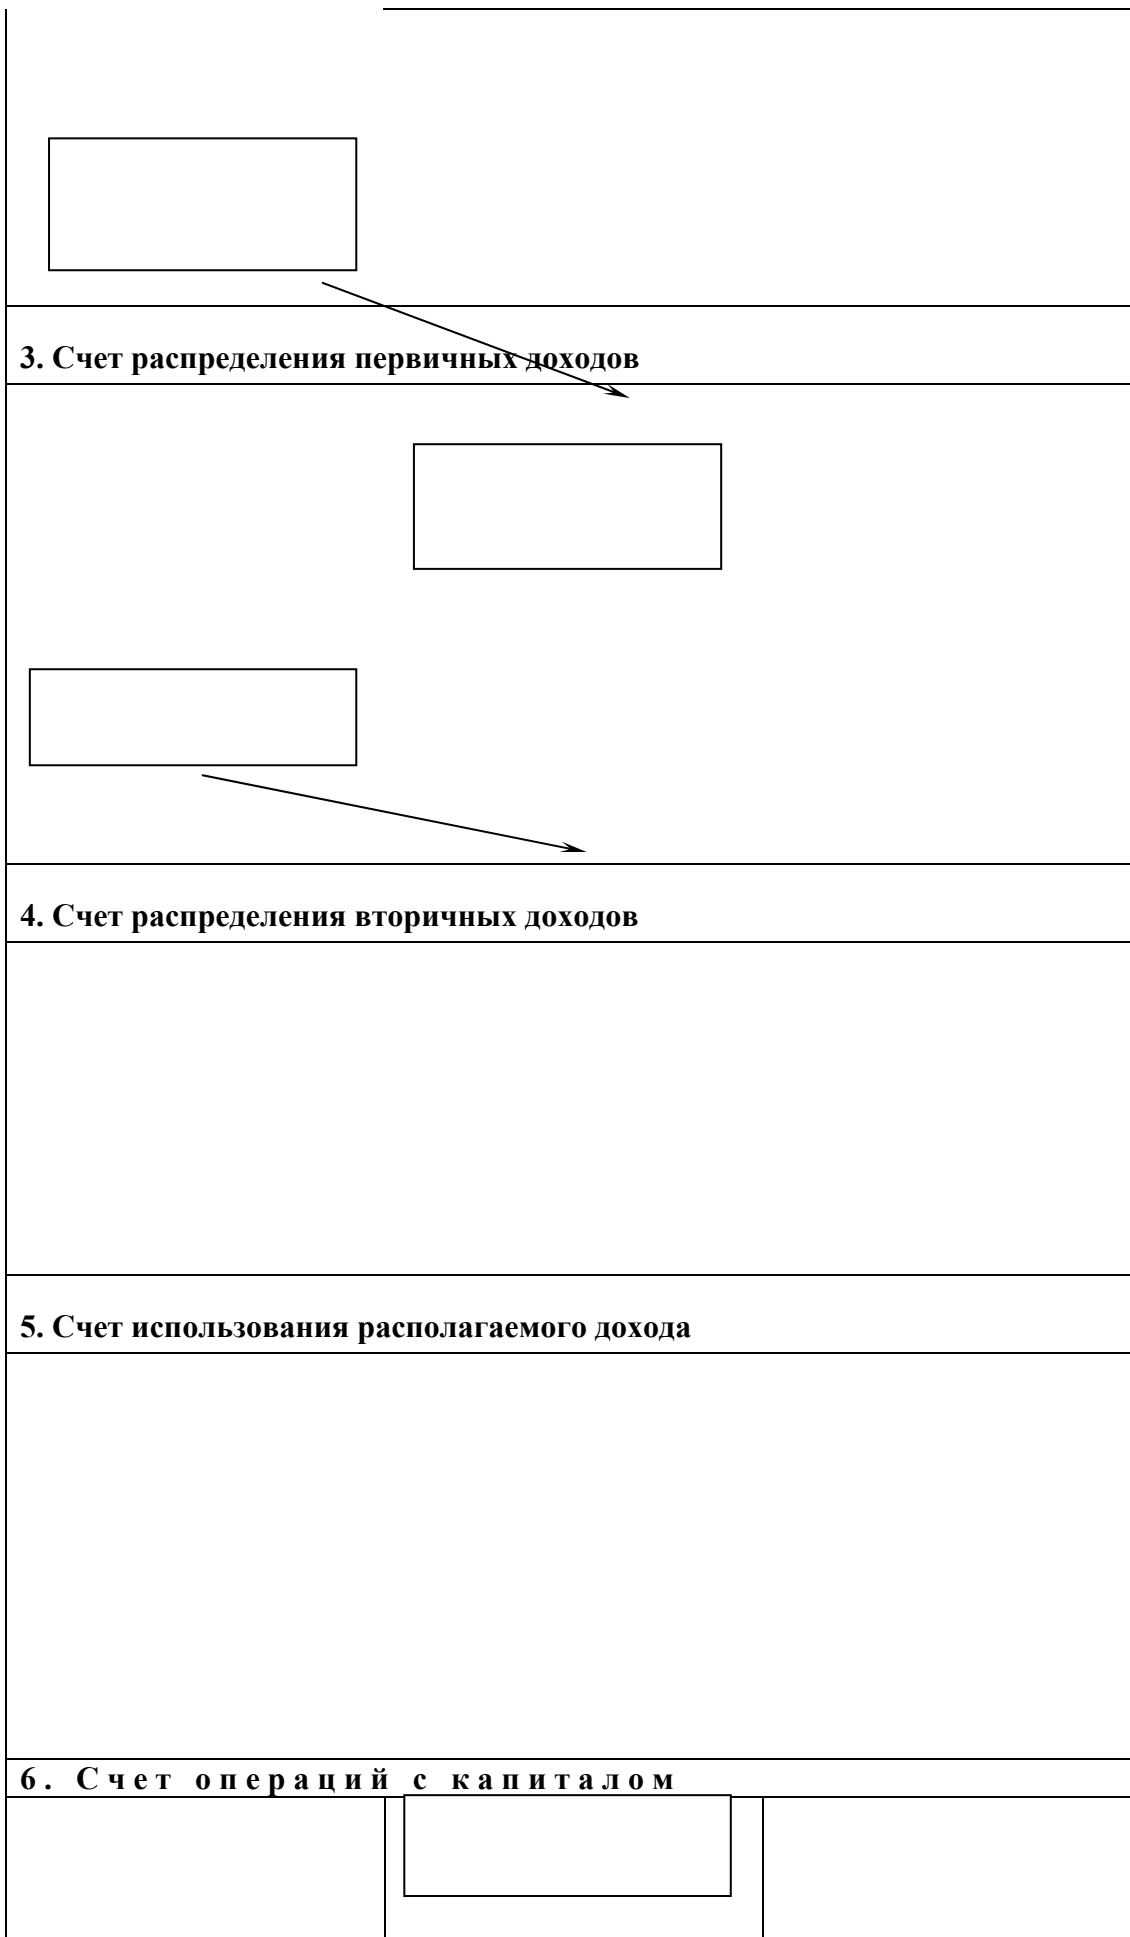 3. Счет распределения первичных доходов
4. Счет распределения вторичных доходов
5. Счет использования располагаемого дохода
6. Счет операций с капиталом